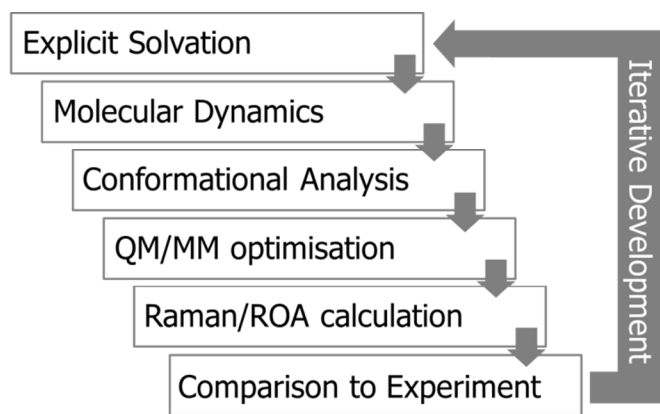 Explicit Solvation
Molecular Dynamics
Conformational Analysis
QM/MM optimisation
Raman/ROA calculation
Comparison to Experiment
Iterative Development